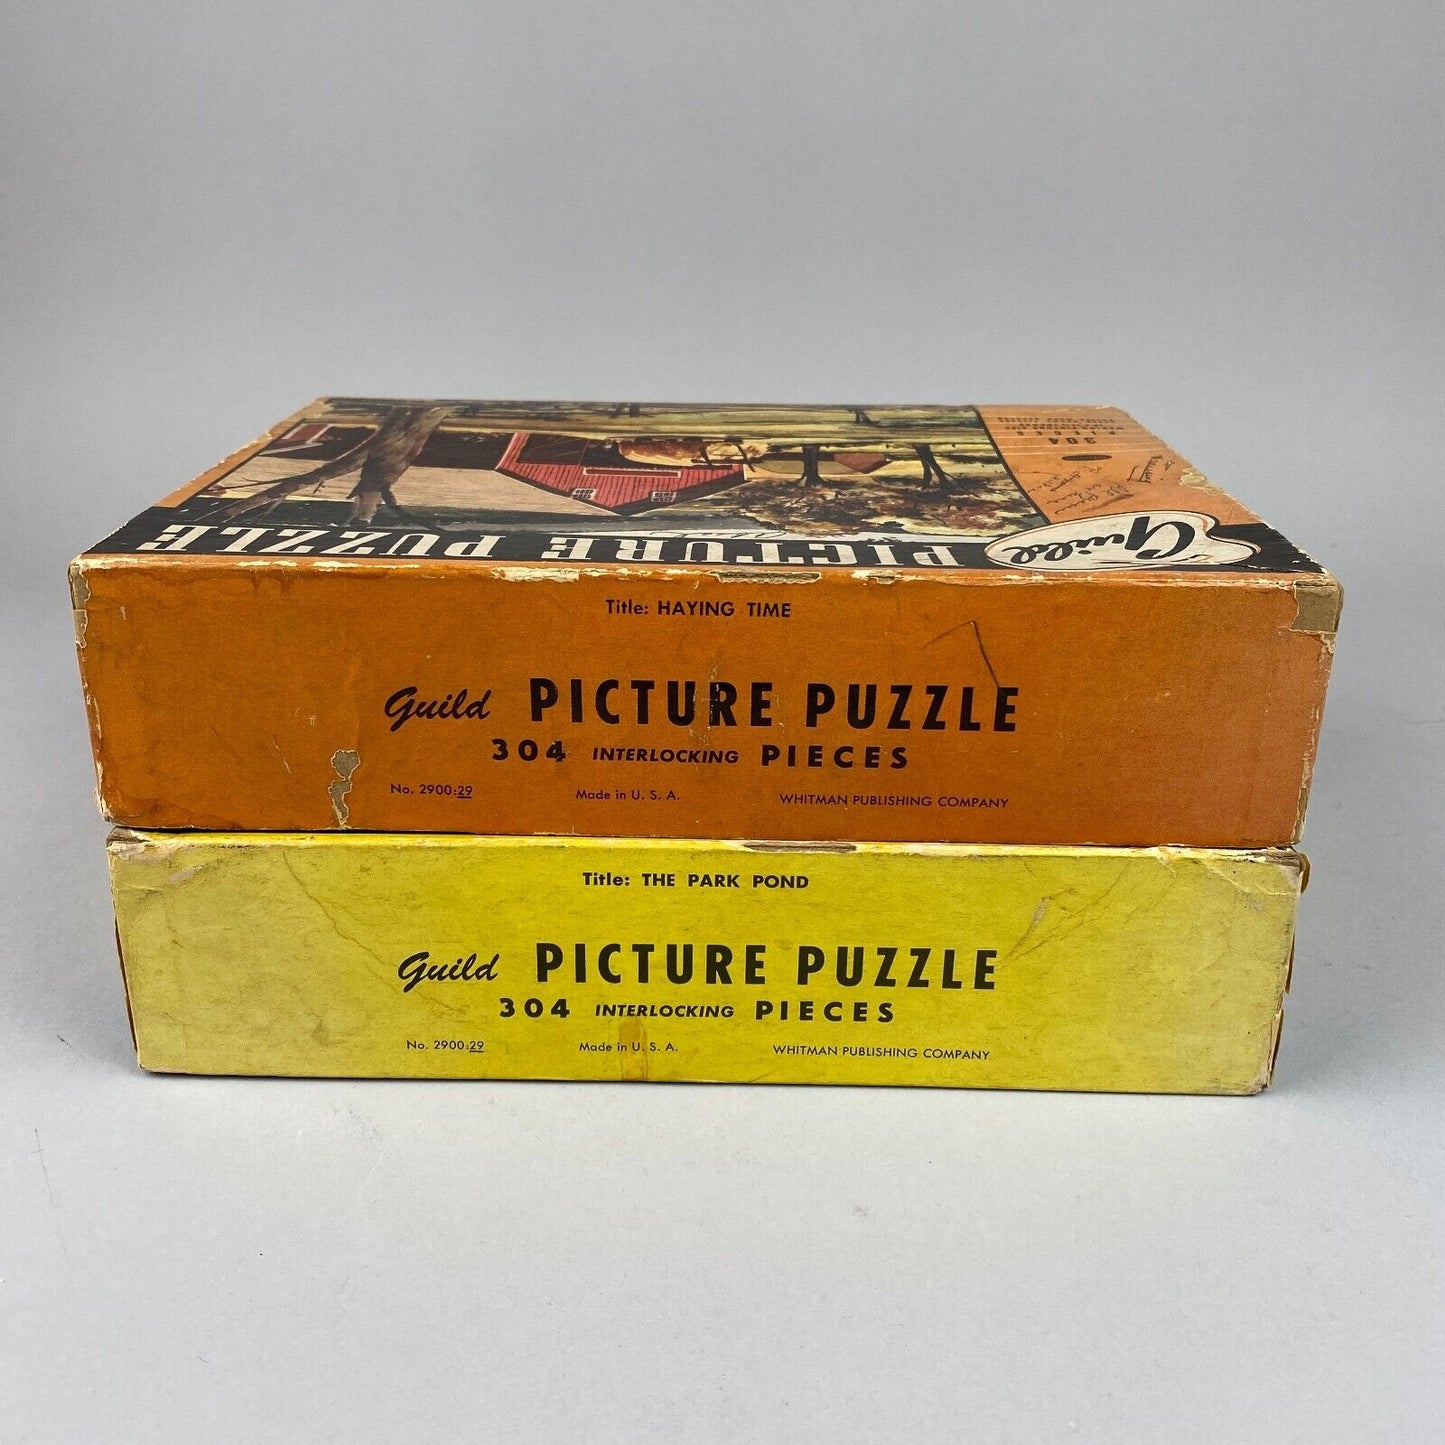 304
PIECES
Guild
PICTURE PUZZLE
Title: HAYING TIME
Guild PICTURE PUZZLE
304 INTERLOCKING PIECES
No. 2900:29 Made in U. S. A. WHITMAN PUBLISHING COMPANY
Title: THE PARK POND
Guild PICTURE PUZZLE
304 INTERLOCKING PIECES
No. 2900:29 Made in U. S. A. WHITMAN PUBLISHING COMPANY